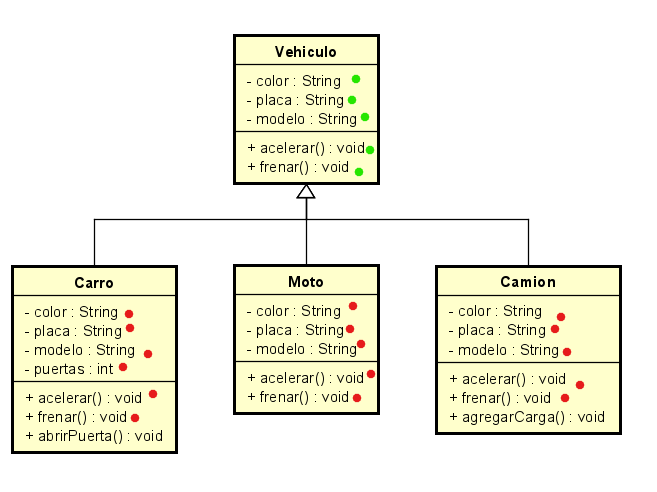 Vehiculo
- color : String
- placa : String
- modelo : String
+ acelerar() : void
+ frenar() : void
Carro
- color : String
- placa : String
- modelo : String
- puertas : int
+ acelerar() : void
+ frenar() : void
+ abrirPuerta() : void
Moto
- color : String
- placa : String
- modelo : String
+ acelerar() : void
+ frenar() : void
Camion
- color : String
- placa : String
- modelo : String
+ acelerar() : void
+ frenar() : void
+ agregarCarga() : void